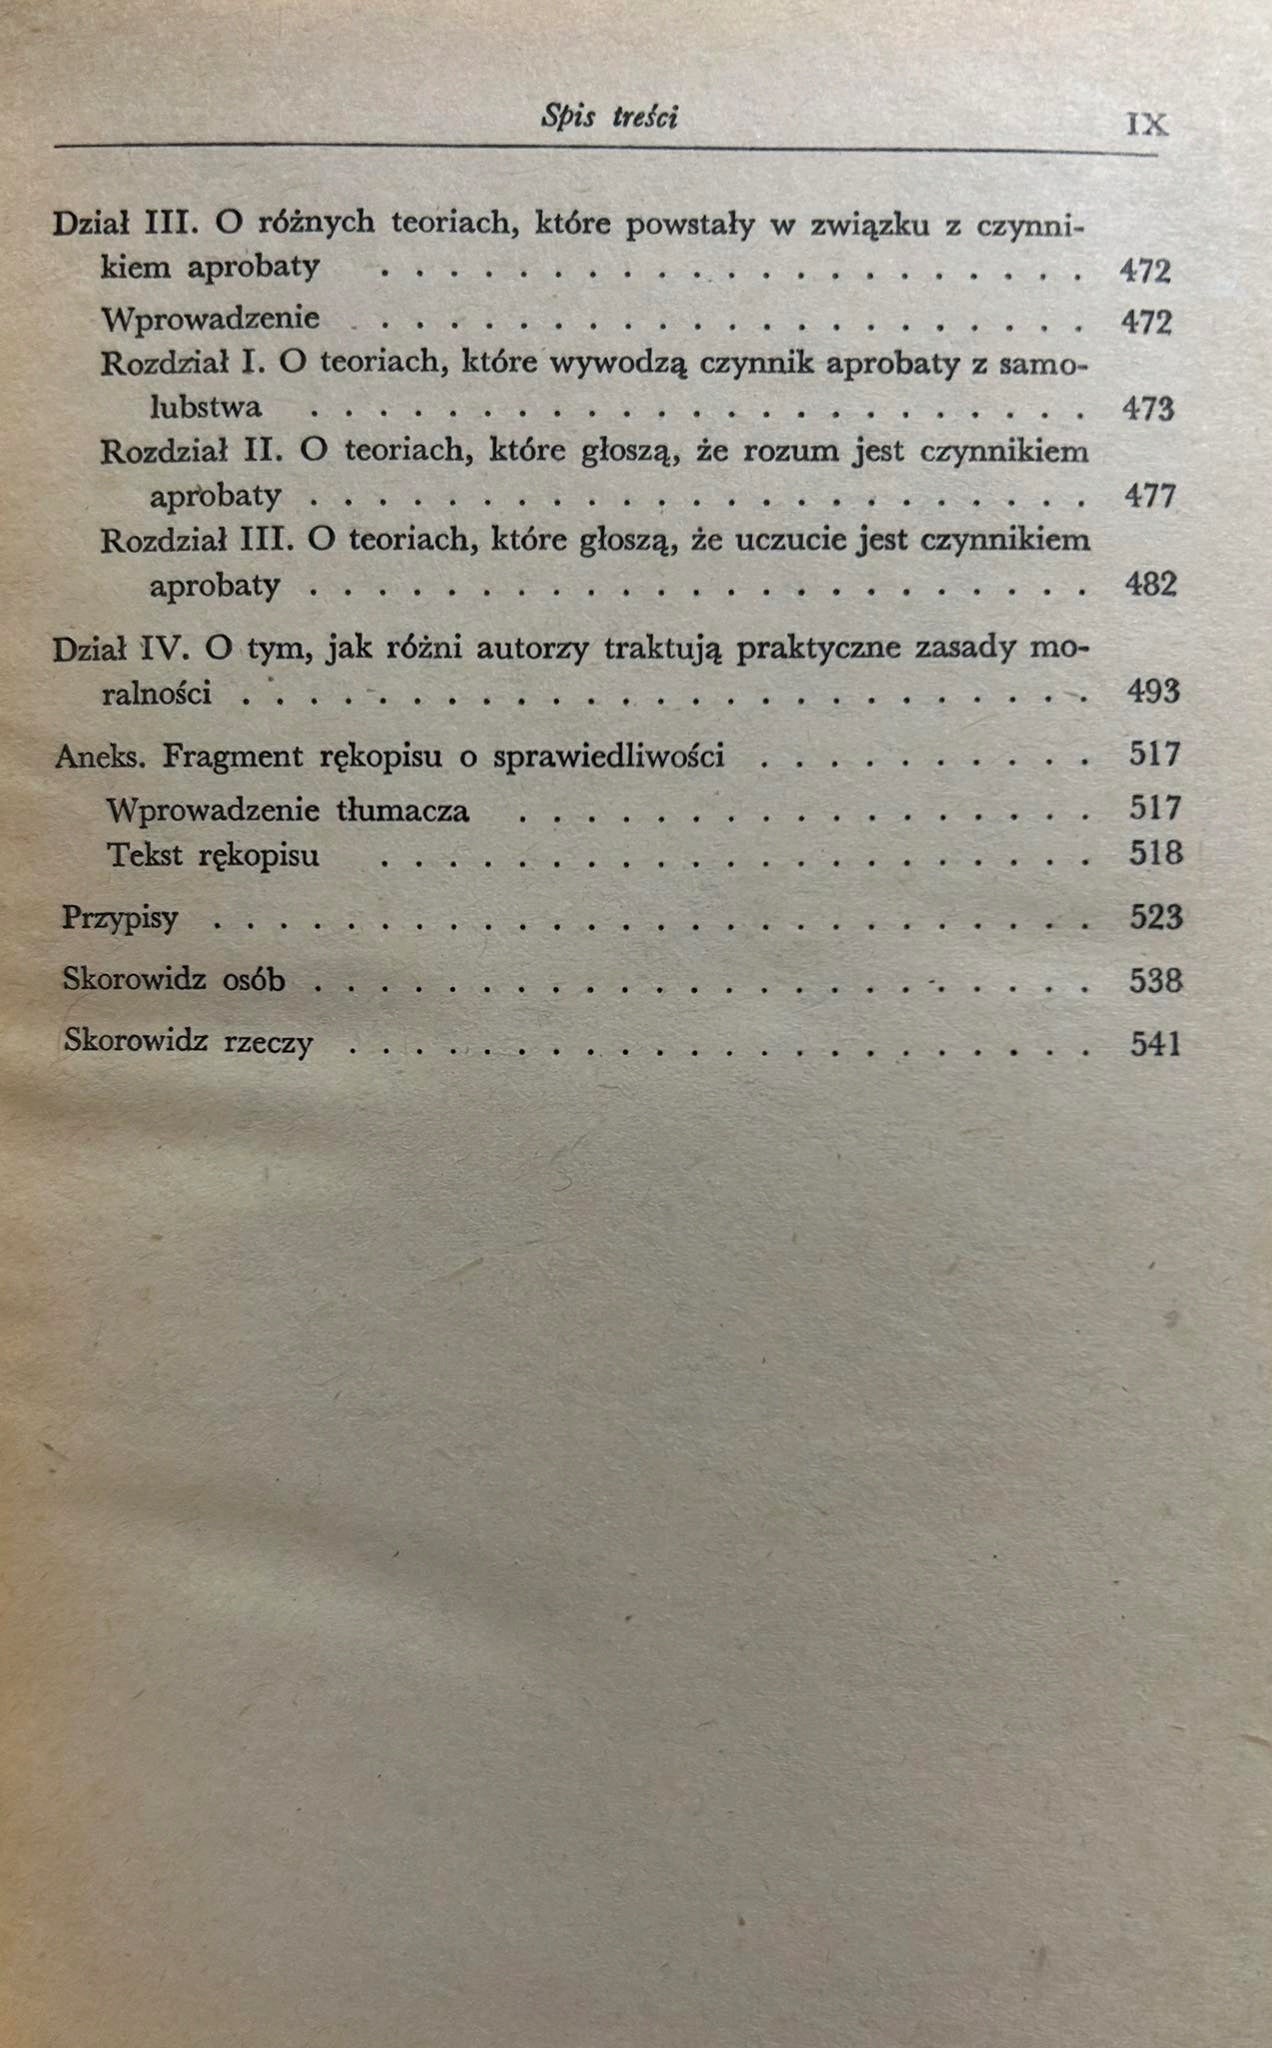 Spis treści IX
Dział III. O różnych teoriach, które powstały w związku z czynni-
kiem aprobaty . . . . . . . . . . . . . . . . . . . . . 472
Wprowadzenie . . . . . . . . . . . . . . . . . . . . . 472
Rozdział I. O teoriach, które wywodzą czynnik aprobaty z samo-
lubstwa . . . . . . . . . . . . . . . . . . . . . . . 473
Rozdział II. O teoriach, które głoszą, że rozum jest czynnikiem
aprobaty . . . . . . . . . . . . . . . . . . . . . . . 477
Rozdział III. O teoriach, które głoszą, że uczucie jest czynnikiem
aprobaty . . . . . . . . . . . . . . . . . . . . . . . 482
Dział IV. O tym, jak różni autorzy traktują praktyczne zasady mo-
ralności . . . . . . . . . . . . . . . . . . . . . . . . . 493
Aneks. Fragment rękopisu o sprawiedliwości . . . . . . . . . . 517
Wprowadzenie tłumacza . . . . . . . . . . . . . . . . . 517
Tekst rękopisu . . . . . . . . . . . . . . . . . . . . . 518
Przypisy . . . . . . . . . . . . . . . . . . . . . . . . . . 523
Skorowidz osób . . . . . . . . . . . . . . . . . . . . . . . 538
Skorowidz rzeczy . . . . . . . . . . . . . . . . . . . . . . 541